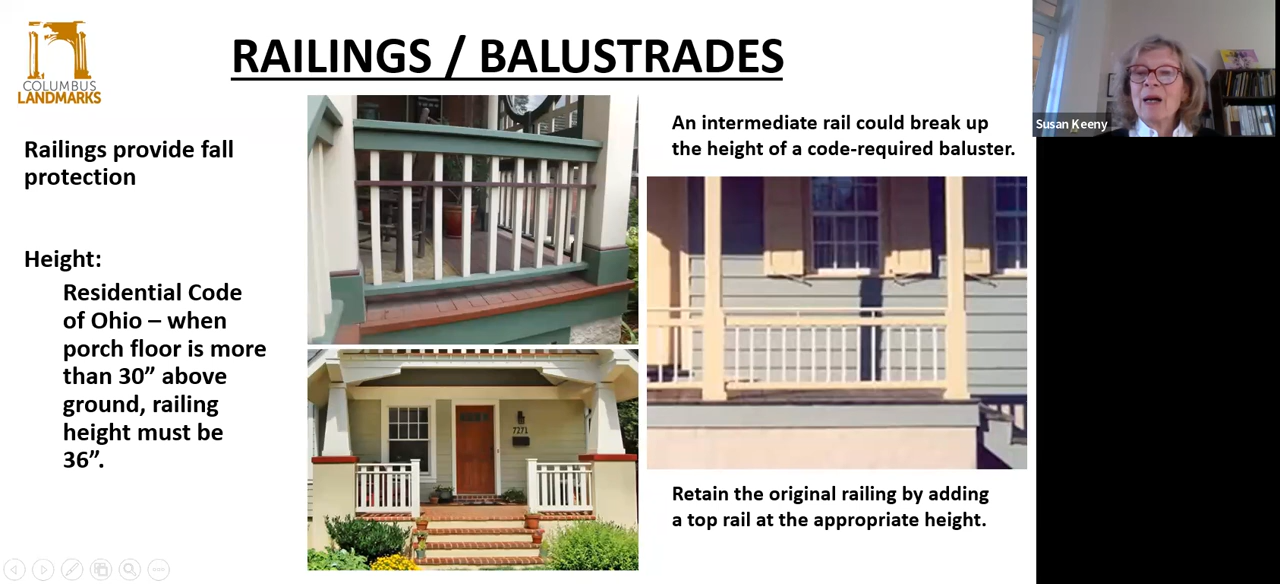 COLUMBUS
LANDMARKS
RAILINGS / BALUSTRADES
Railings provide fall
protection
Height:
Residential Code
of Ohio – when
porch floor is more
than 30” above
ground, railing
height must be
36”.
7271
An intermediate rail could break up
the height of a code-required baluster.
Retain the original railing by adding
a top rail at the appropriate height.
Susan Keeny